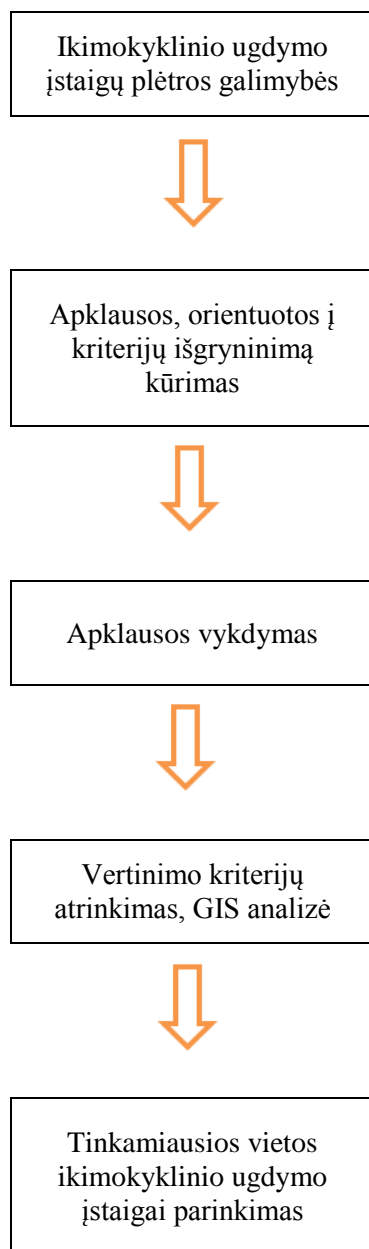 Ikimokyklinio ugdymo
įstaigų plėtros galimybės
Apklausos, orientuotos į
kriterijų išgryninimą
kūrimas
Apklausos vykdymas
Vertinimo kriterijų
atrinkimas, GIS analizė
Tinkamiausios vietos
ikimokyklinio ugdymo
įstaigai parinkimas